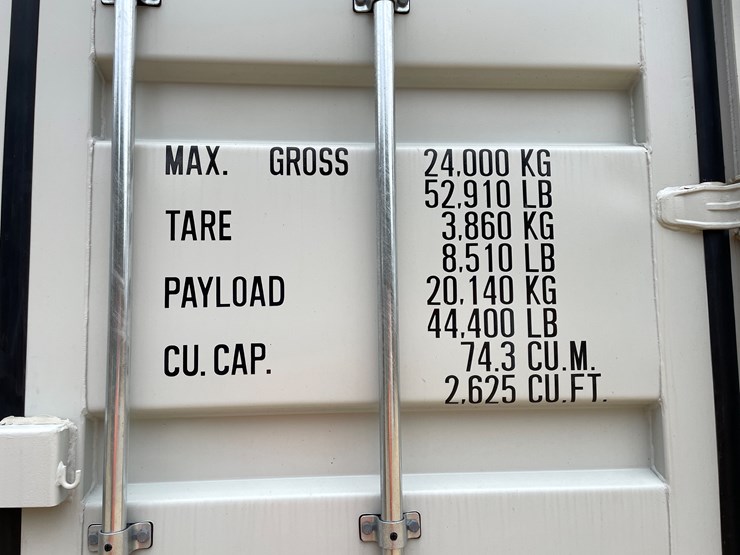 MAX. GROSS 24,000 KG
52,910 LB
TARE 3,860 KG
8,510 LB
PAYLOAD 20,140 KG
44,400 LB
CU. CAP. 74.3 CU.M.
2,625 CU.FT.